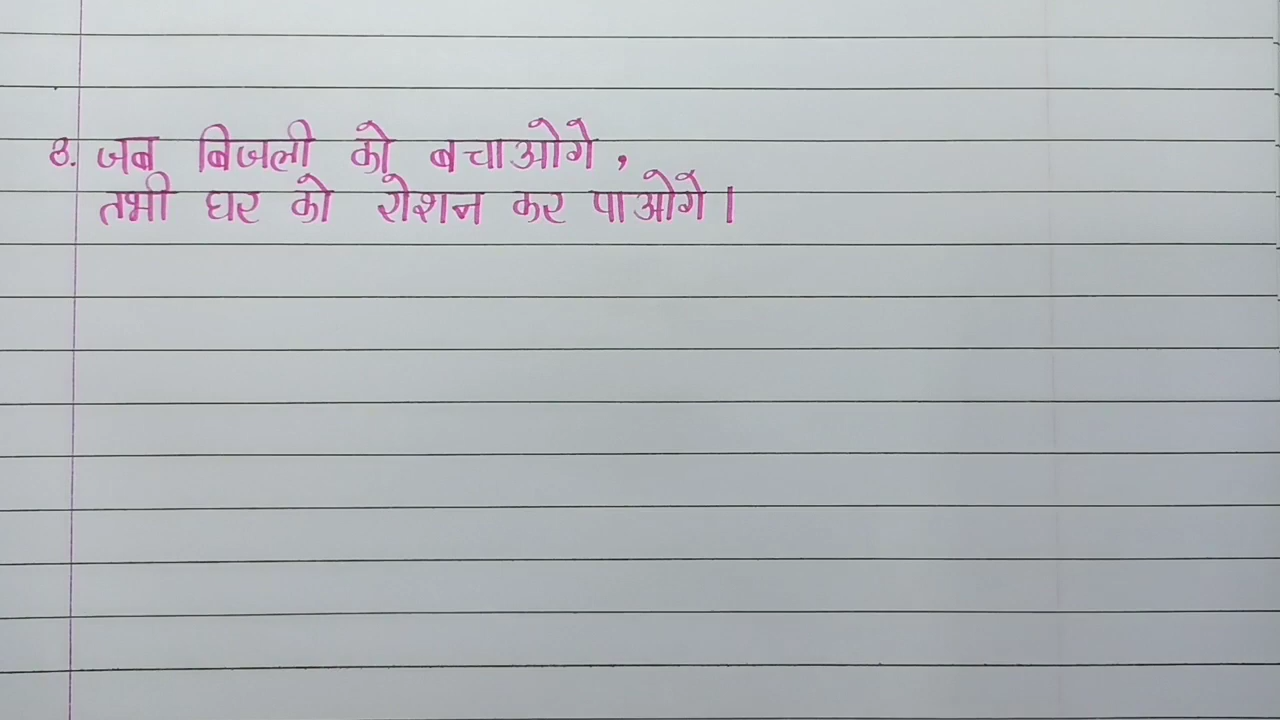 8. जब बिजली को बचाओगे,
तभी घर को रोशन कर पाओगे।